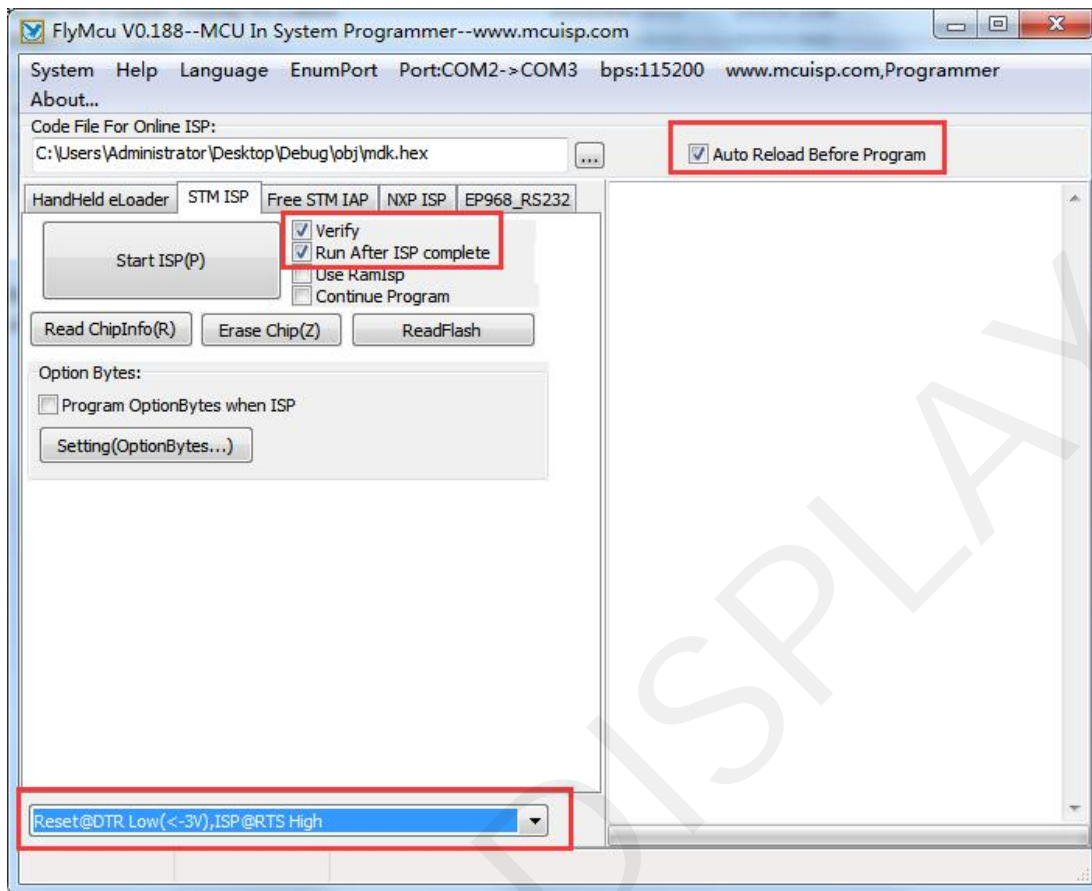 FlyMcu V0.188--MCU In System Programmer--www.mcuisp.com
System Help Language EnumPort Port:COM2->COM3 bps:115200 www.mcuisp.com,Programmer
About...
Code File For Online ISP:
C:\Users\Administrator\Desktop\Debug\obj\mdk.hex ... Auto Reload Before Program
HandHeld eLoader STM ISP Free STM IAP NXP ISP EP968_RS232
Start ISP(P)
Verify
Run After ISP complete
Use RamIsp
Continue Program
Read ChipInfo(R) Erase Chip(Z) ReadFlash
Option Bytes:
Program OptionBytes when ISP
Setting(OptionBytes...)
Reset@DTR Low(<-3V),ISP@RTS High
DISPLAY